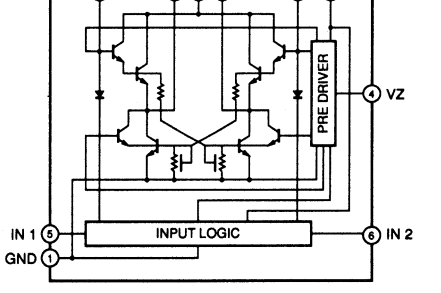 PRE DRIVER
4 VZ
IN 1 5
INPUT LOGIC
6 IN 2
GND 1